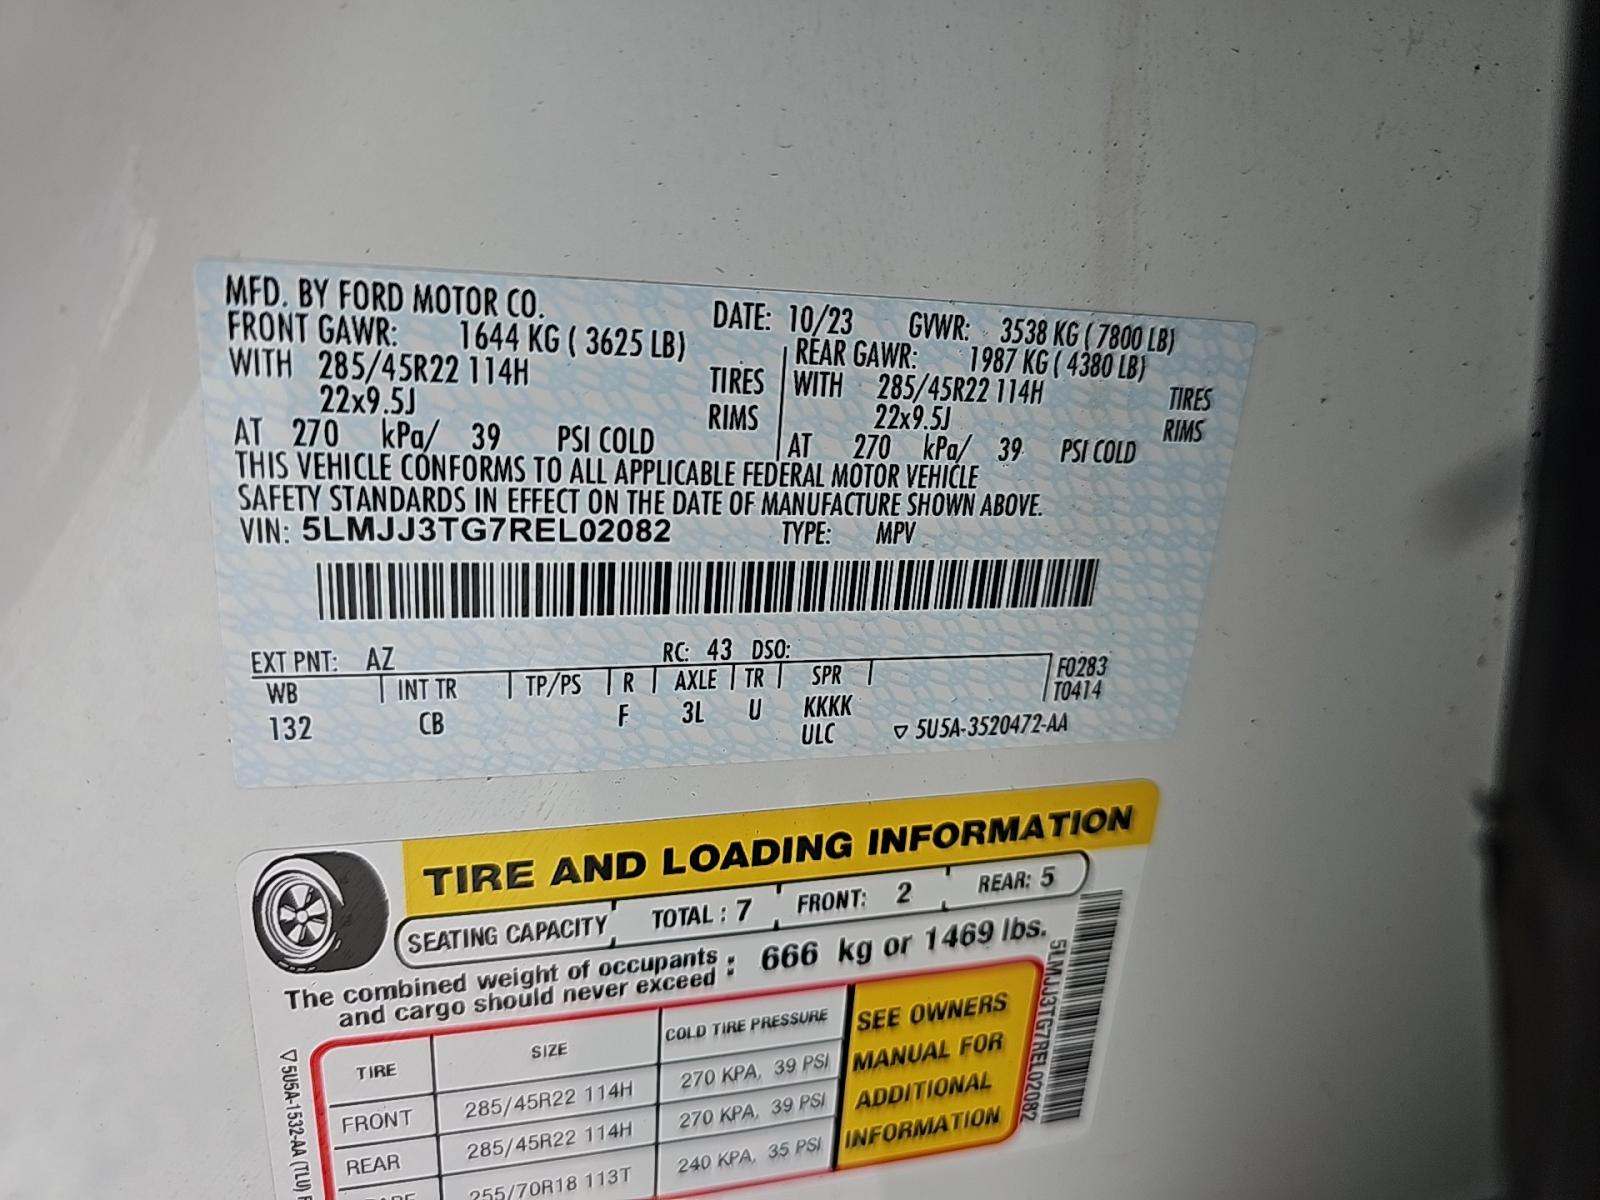 MFD. BY FORD MOTOR CO. DATE: 10/23 GVWR: 3538 KG ( 7800 LB)
FRONT GAWR: 1644 KG ( 3625 LB) REAR GAWR: 1987 KG ( 4380 LB)
WITH 285/45R22 114H TIRES WITH 285/45R22 114H TIRES
22x9.5J RIMS 22x9.5J RIMS
AT 270 kPa/ 39 PSI COLD AT 270 kPa/ 39 PSI COLD
THIS VEHICLE CONFORMS TO ALL APPLICABLE FEDERAL MOTOR VEHICLE
SAFETY STANDARDS IN EFFECT ON THE DATE OF MANUFACTURE SHOWN ABOVE.
VIN: 5LMJJ3TG7REL02082 TYPE: MPV
EXT PNT: AZ RC: 43 DSO:
WB INT TR TP/PS R AXLE TR SPR F0283
T0414
132 CB F 3L U KKKK
ULC ▽ 5U5A-3520472-AA
TIRE AND LOADING INFORMATION
SEATING CAPACITY TOTAL : 7 FRONT: 2 REAR: 5
The combined weight of occupants
and cargo should never exceed : 666 kg or 1469 lbs.
TIRE SIZE COLD TIRE PRESSURE
FRONT 285/45R22 114H 270 KPA, 39 PSI
REAR 285/45R22 114H 270 KPA, 39 PSI
255/70R18 113T 240 KPA, 35 PSI
SEE OWNERS
MANUAL FOR
ADDITIONAL
INFORMATION
5LMJJ3TG7REL02082
▽5U5A-1532-AA (TLU)